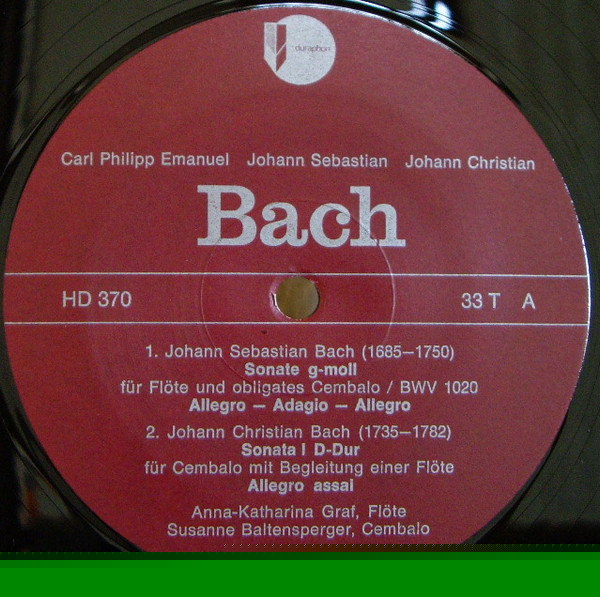 duraphon
Carl Philipp Emanuel Johann Sebastian Johann Christian
Bach
HD 370 33 T A
1. Johann Sebastian Bach (1685–1750)
Sonate g-moll
für Flöte und obligates Cembalo / BWV 1020
Allegro – Adagio – Allegro
2. Johann Christian Bach (1735–1782)
Sonata I D-Dur
für Cembalo mit Begleitung einer Flöte
Allegro assai
Anna-Katharina Graf, Flöte
Susanne Baltensperger, Cembalo